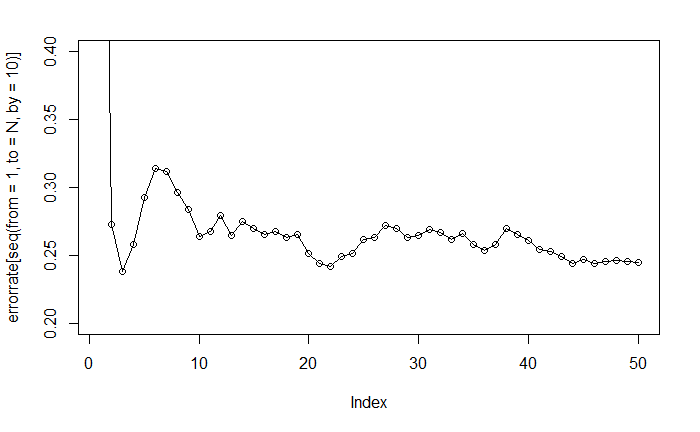 errorrate[seq(from = 1, to = N, by = 10)]
0.40
0.35
0.30
0.25
0.20
0 10 20 30 40 50
Index